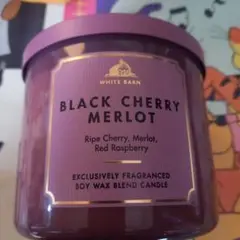 WHITE BARN
BLACK CHERRY
MERLOT
Ripe Cherry, Merlot,
Red Raspberry
EXCLUSIVELY FRAGRANCED
SOY WAX BLEND CANDLE